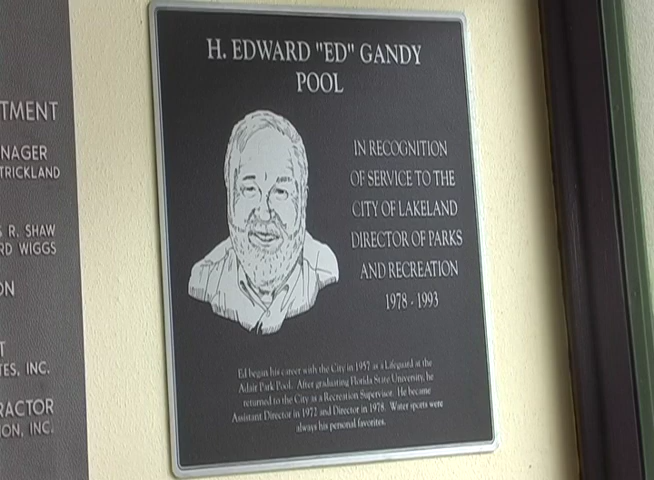 TMENT
NAGER
TRICKLAND
S R. SHAW
RD WIGGS
ON
T
TES, INC.
RACTOR
ION, INC.
H. EDWARD "ED" GANDY
POOL
IN RECOGNITION
OF SERVICE TO THE
CITY OF LAKELAND
DIRECTOR OF PARKS
AND RECREATION
1978 - 1993
Ed began his career with the City in 1957 as a Lifeguard at the
Adair Park Pool. After graduating Florida State University, he
returned to the City as a Recreation Supervisor. He became
Assistant Director in 1972 and Director in 1978. Water sports were
always his personal favorites.